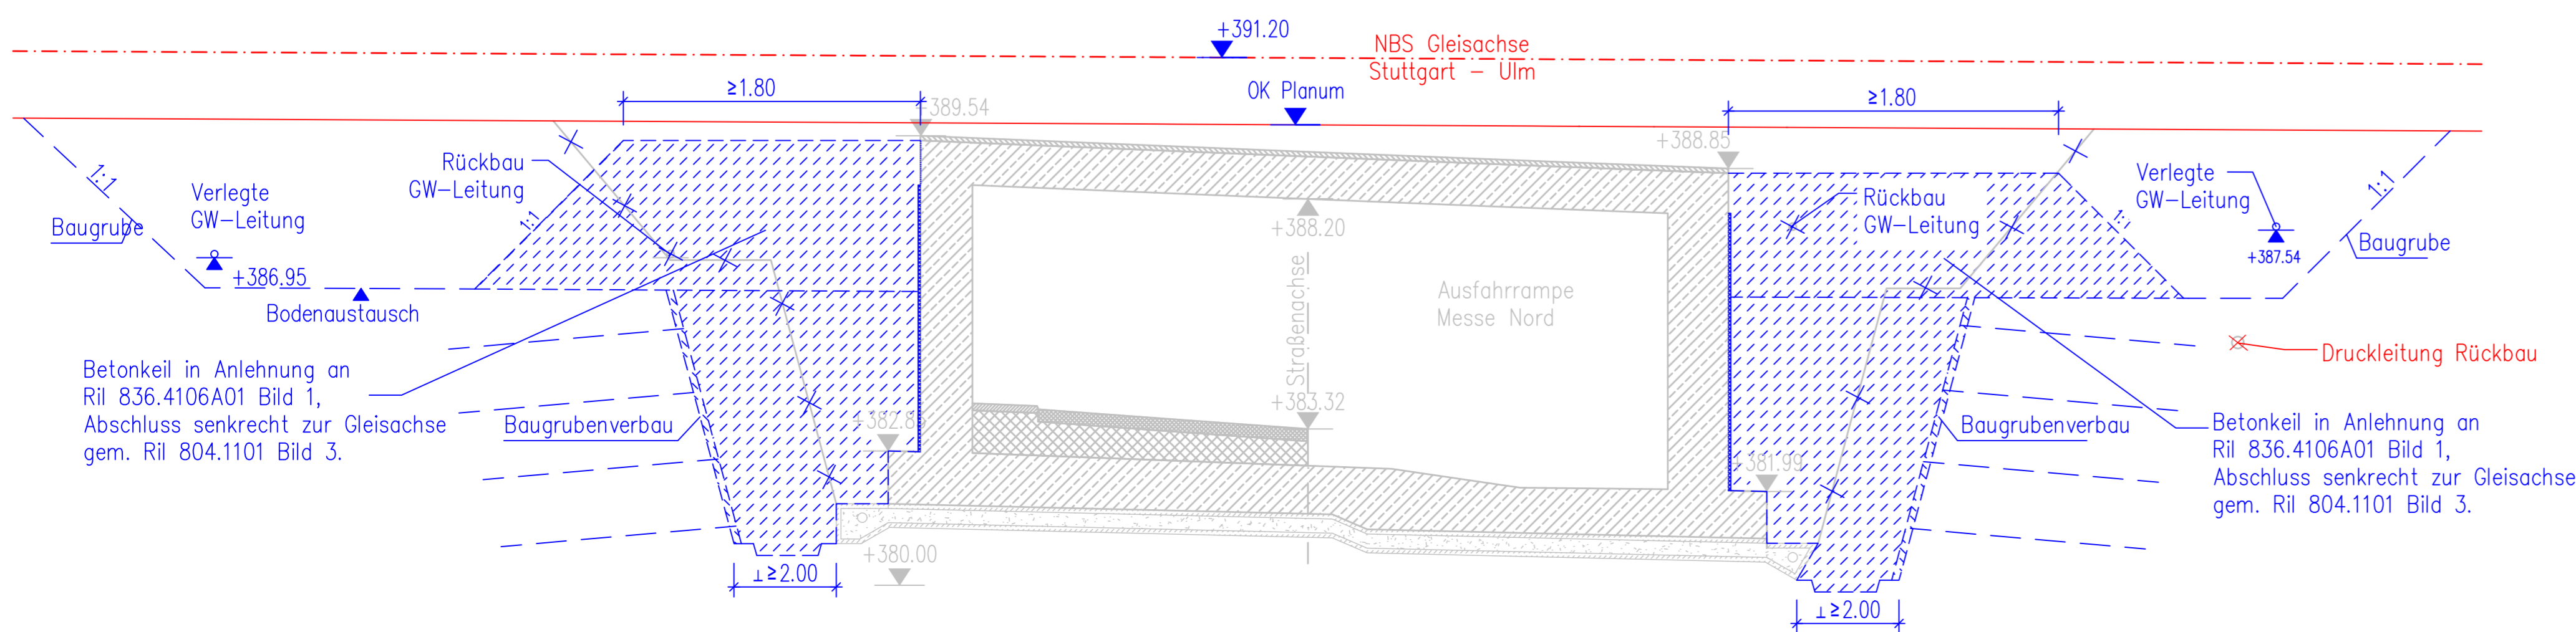 +391.20
NBS Gleisachse
Stuttgart - Ulm
≥1.80
OK Planum
≥1.80
+389.54
+388.85
1:1
Rückbau
GW-Leitung
Verlegte
GW-Leitung
Baugrube
1:1
+386.95
Bodenaustausch
+388.20
Straßenachse
Ausfahrrampe
Messe Nord
+383.32
Rückbau
GW-Leitung
1:1
Verlegte
GW-Leitung
1:1
+387.54
Baugrube
Druckleitung Rückbau
Betonkeil in Anlehnung an
Ril 836.4106A01 Bild 1,
Abschluss senkrecht zur Gleisachse
gem. Ril 804.1101 Bild 3.
Baugrubenverbau
+381.99
Baugrubenverbau
Betonkeil in Anlehnung an
Ril 836.4106A01 Bild 1,
Abschluss senkrecht zur Gleisachse
gem. Ril 804.1101 Bild 3.
+380.00
⊥≥2.00
⊥≥2.00